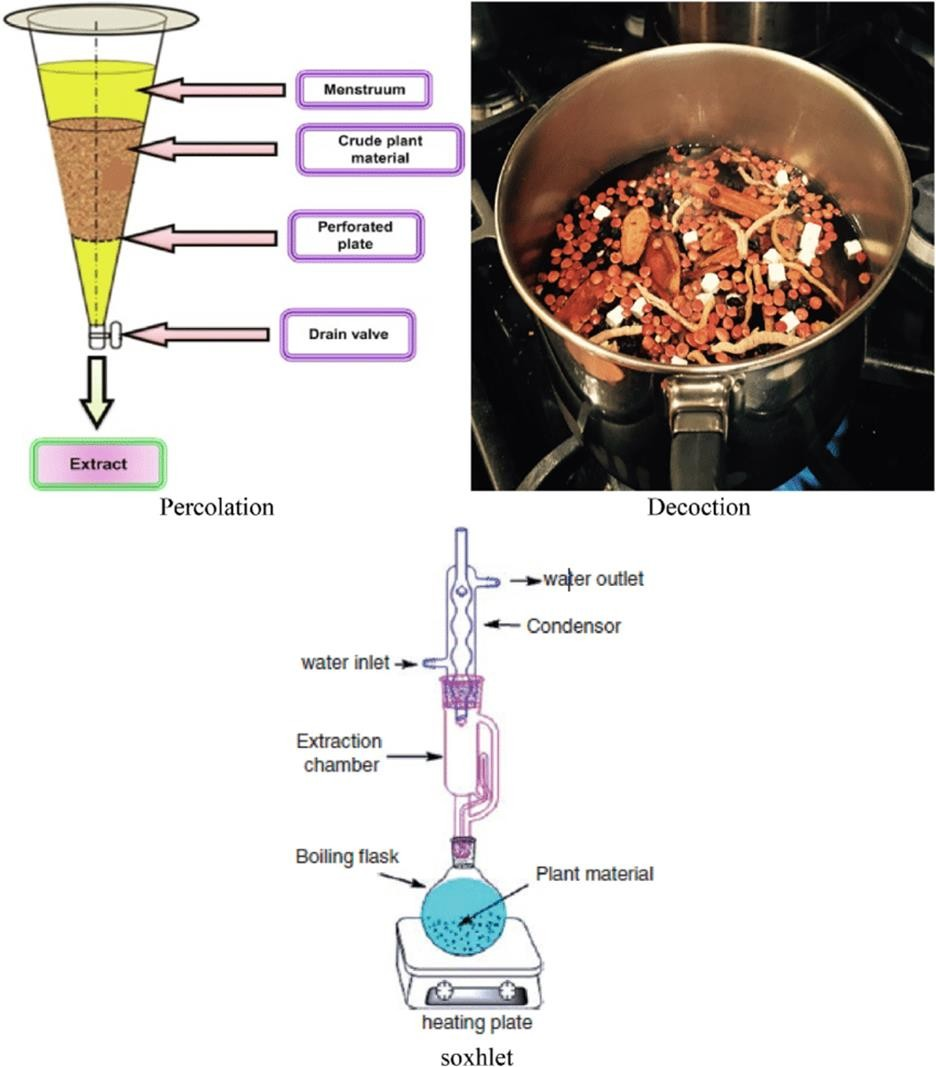 Menstruum
Crude plant
material
Perforated
plate
Drain valve
Extract
Percolation
Decoction
water outlet
Condensor
water inlet
Extraction
chamber
Boiling flask
Plant material
heating plate
soxhlet